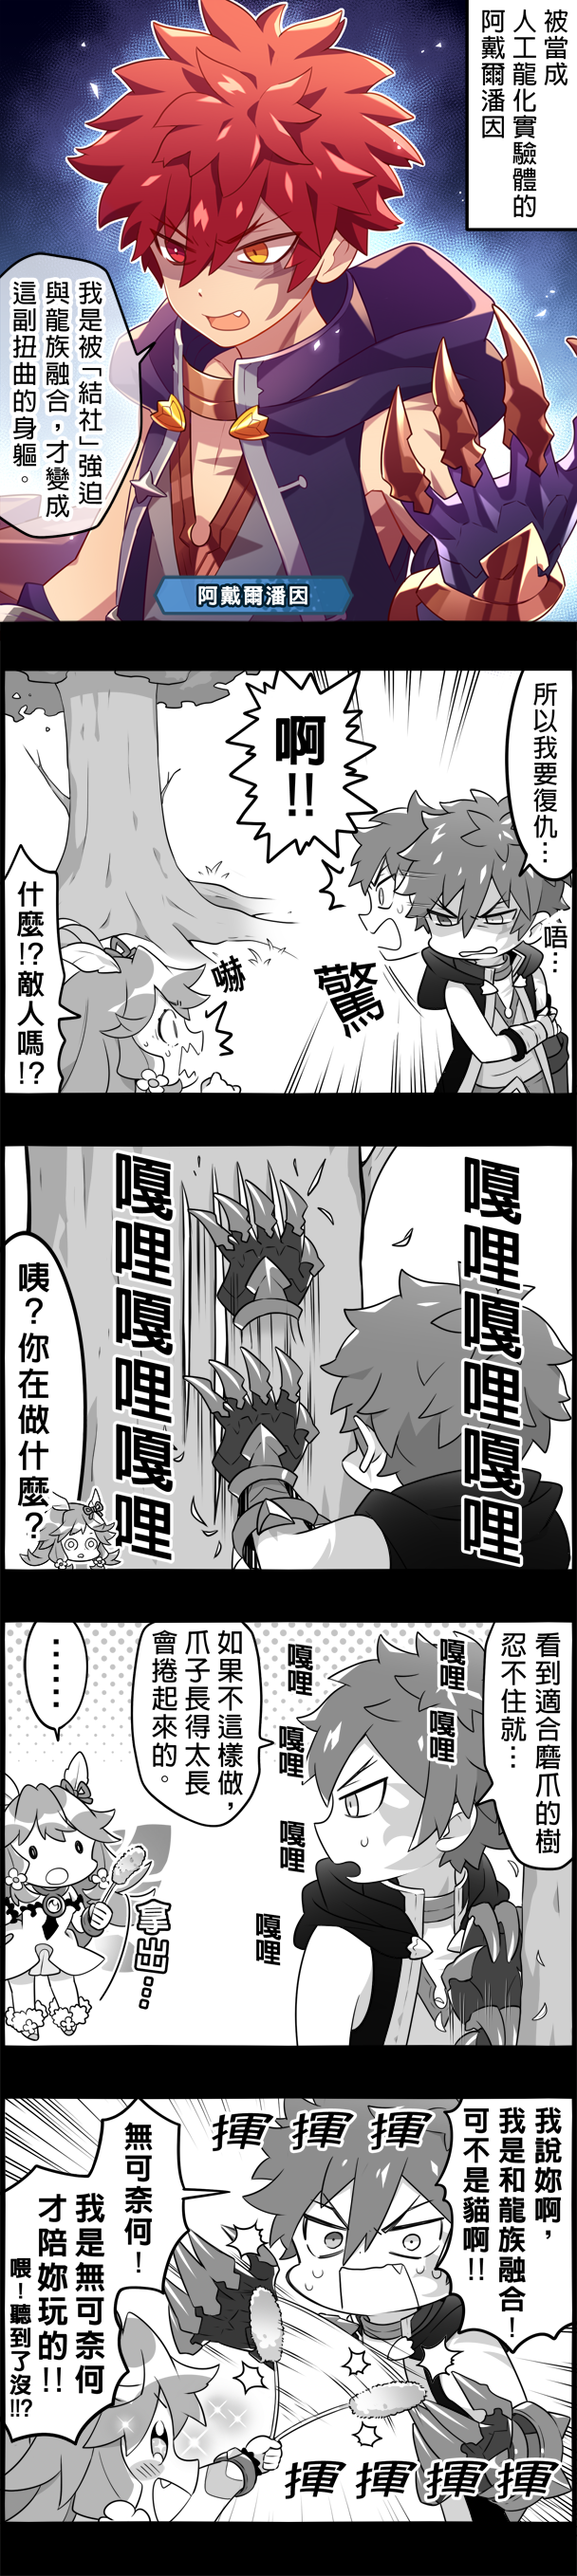 被當成
人工龍化實驗體的
阿戴爾潘因
我是被「結社」強迫
與龍族融合，才變成
這副扭曲的身軀。
阿戴爾潘因
所以我要復仇…
唔…
啊!!
驚
嚇
什麼!?敵人嗎!?
嘎哩嘎哩嘎哩
嘎哩嘎哩嘎哩
咦？你在做什麼？
看到適合磨爪的樹
忍不住就…
嘎哩
嘎哩
嘎哩
嘎哩
嘎哩
嘎哩
如果不這樣做，
爪子長得太長
會捲起來的。
……
拿出…
我說妳啊，
我是和龍族融合！
可不是貓啊!!
揮 揮 揮
無可奈何！
我是無可奈何
才陪妳玩的!!
喂！聽到了沒!!?
揮 揮 揮 揮